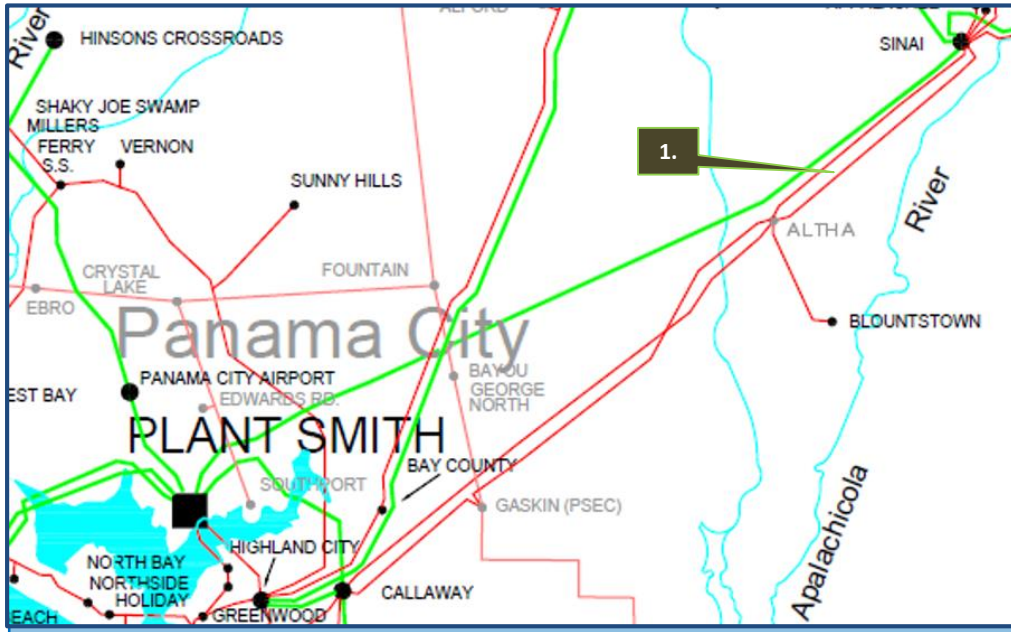 ALFORD
River
HINSONS CROSSROADS
SINAI
SHAKY JOE SWAMP
MILLERS
FERRY
S.S.
VERNON
1.
SUNNY HILLS
River
ALTHA
CRYSTAL
LAKE
FOUNTAIN
EBRO
Panama City
BLOUNTSTOWN
PANAMA CITY AIRPORT
BAYOU
GEORGE
NORTH
EST BAY
EDWARDS RD.
PLANT SMITH
BAY COUNTY
SOUTHPORT
GASKIN (PSEC)
Apalachicola
HIGHLAND CITY
NORTH BAY
NORTHSIDE
HOLIDAY
CALLAWAY
GREENWOOD
EACH